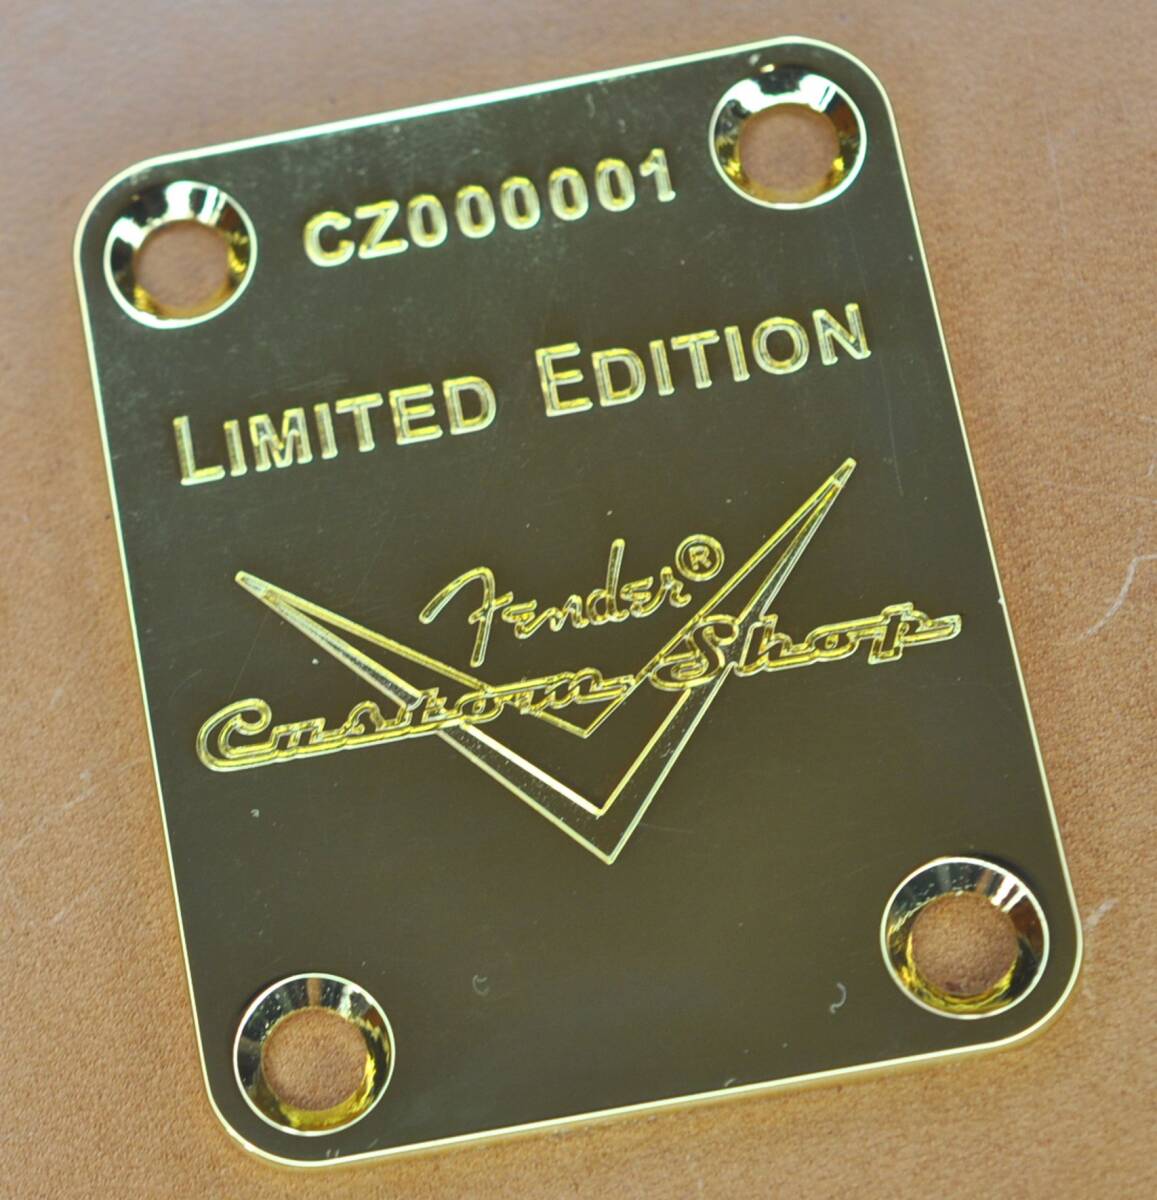 CZ000001
LIMITED EDITION
Fender®
Custom Shop